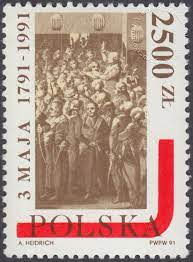 3 MAJA 1791-1991
2500 ZŁ
POLSKA
A. HEIDRICH
PWPW 91